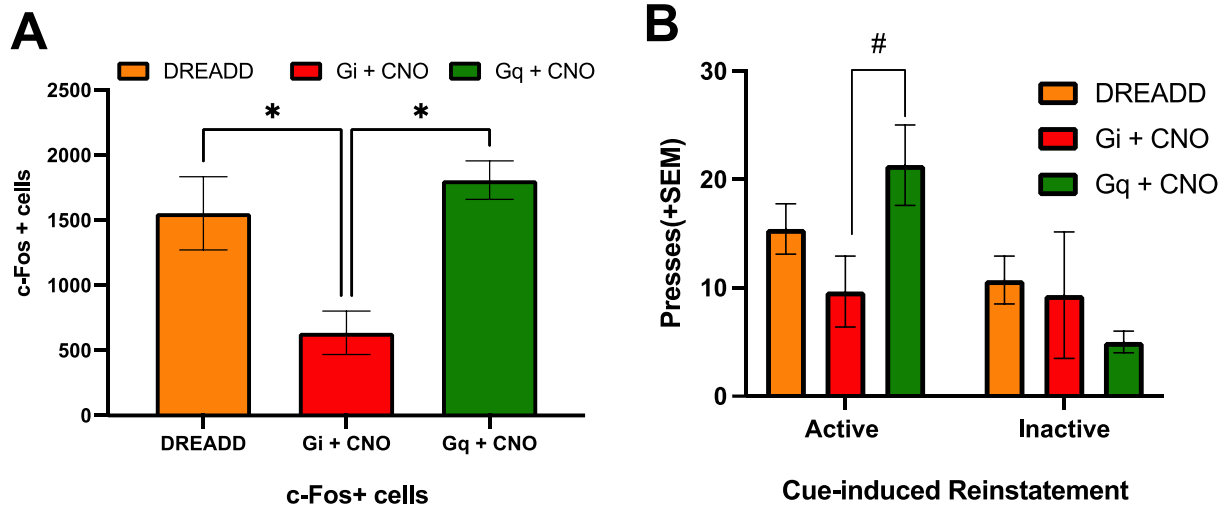 A
DREADD Gi + CNO Gq + CNO
c-Fos + cells
2500
2000
1500
1000
500
0
* *
DREADD Gi + CNO Gq + CNO
c-Fos+ cells
B
#
DREADD
Gi + CNO
Gq + CNO
Presses(+SEM)
30
20
10
0
Active Inactive
Cue-induced Reinstatement